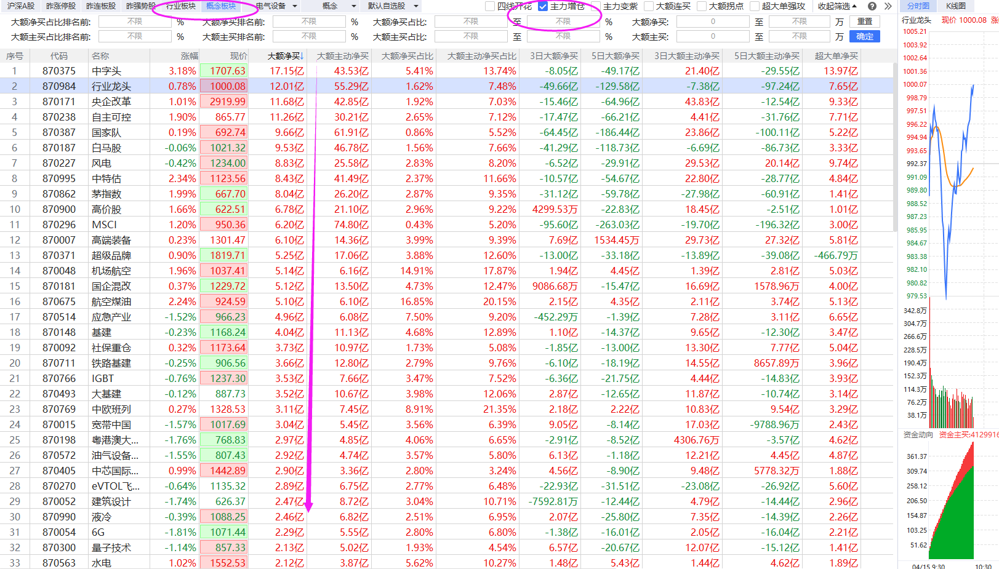 沪深A股 昨涨停股 昨连板股 昨强势股 行业板块 概念板块 电气设备 概念 默认自选股 四线开花 主力增仓 主力变紫 大额连买 大额拐点 超大单强攻 收起筛选 分时图 K线图
大额净买占比排名前: 不限 % 大额净买排名前: 不限 % 大额净买占比: 不限 至 不限 % 大额净买: 0 至 不限 万 重置
大额主买占比排名前: 不限 % 大额主买排名前: 不限 % 大额主买占比: 不限 至 不限 % 大额主买: 0 至 不限 万 确定
序号 代码 名称 涨幅 现价 大额净买↓ 大额主动净买 大额净买占比 大额主动净买占比 3日大额净买 5日大额净买 3日大额主动净买 5日大额主动净买 超大单净买
1 870375 中字头 3.18% 1707.63 17.15亿 43.53亿 5.41% 13.74% -8.05亿 -49.17亿 21.40亿 -29.55亿 13.97亿
2 870984 行业龙头 0.78% 1000.08 12.01亿 55.29亿 1.62% 7.48% -49.66亿 -129.58亿 -7.38亿 -97.24亿 7.65亿
3 870171 央企改革 1.01% 2919.99 11.68亿 42.85亿 1.92% 7.03% -15.46亿 -64.96亿 43.83亿 -12.54亿 9.33亿
4 870238 自主可控 1.90% 865.77 11.26亿 30.21亿 2.65% 7.12% -17.47亿 -66.21亿 4.41亿 -31.76亿 7.71亿
5 870387 国家队 0.19% 692.74 9.66亿 61.91亿 0.86% 5.52% -64.45亿 -186.44亿 23.86亿 -100.11亿 5.22亿
6 870187 白马股 -0.06% 1021.32 9.53亿 46.78亿 1.56% 7.66% -41.29亿 -118.73亿 -6.69亿 -86.73亿 3.33亿
7 870227 风电 -0.42% 1234.00 8.83亿 25.58亿 2.83% 8.20% -6.52亿 -29.91亿 29.53亿 20.14亿 9.74亿
8 870995 中特估 2.34% 1123.56 8.43亿 41.49亿 2.37% 11.66% -10.57亿 -54.67亿 22.80亿 -28.77亿 4.84亿
9 870862 茅指数 1.99% 667.70 8.04亿 26.20亿 2.87% 9.35% -31.12亿 -59.78亿 -27.98亿 -60.91亿 1.41亿
10 870900 高价股 1.66% 622.51 6.78亿 21.10亿 2.96% 9.22% 4299.53万 -22.83亿 18.45亿 -2.51亿 1.01亿
11 870296 MSCI 1.20% 950.36 6.20亿 74.80亿 0.43% 5.20% -95.60亿 -263.03亿 -19.70亿 -196.32亿 3.00亿
12 870007 高端装备 0.23% 1301.47 6.10亿 14.36亿 3.99% 9.39% 7.69亿 1534.45万 29.73亿 27.32亿 5.81亿
13 870371 超级品牌 0.90% 1819.71 5.25亿 17.06亿 3.88% 12.60% -13.00亿 -33.18亿 -13.89亿 -39.08亿 -466.79万
14 870048 机场航空 1.96% 1037.41 5.14亿 6.16亿 14.91% 17.87% 1.94亿 4.45亿 1.39亿 2.81亿 5.03亿
15 870181 国企混改 0.37% 1229.72 5.12亿 13.50亿 4.73% 12.47% 9086.68万 -15.47亿 16.69亿 1578.96万 4.00亿
16 870675 航空煤油 2.24% 924.59 5.10亿 6.10亿 16.85% 20.15% 2.15亿 4.35亿 2.11亿 3.74亿 5.13亿
17 870514 应急产业 -1.52% 966.23 4.96亿 6.08亿 7.50% 9.20% -452.29万 -1.39亿 7.28亿 3.11亿 6.65亿
18 870148 基建 -0.23% 1168.24 4.04亿 11.13亿 4.68% 12.89% 1.10亿 -14.37亿 9.65亿 -12.30亿 3.47亿
19 870092 社保重仓 0.32% 1173.64 3.73亿 10.97亿 1.73% 5.08% -1.85亿 -13.00亿 13.30亿 7.77亿 5.04亿
20 870711 铁路基建 -0.25% 906.56 3.66亿 12.80亿 2.79% 9.76% -6.10亿 -18.19亿 14.55亿 8657.89万 3.96亿
21 870766 IGBT -0.76% 1237.30 3.53亿 7.66亿 3.47% 7.52% -6.36亿 -21.75亿 4.44亿 -14.83亿 3.93亿
22 870493 大基建 -0.12% 887.73 3.52亿 10.67亿 3.98% 12.06% 2.87亿 -12.65亿 11.87亿 -10.74亿 3.14亿
23 870769 中欧班列 0.27% 1328.53 3.11亿 7.45亿 8.91% 21.35% 2.18亿 2.22亿 10.83亿 9.54亿 3.29亿
24 870015 宽带中国 -1.57% 1017.69 3.04亿 5.45亿 3.56% 6.39% 9.05亿 -8.14亿 17.03亿 -9788.96万 2.43亿
25 870198 粤港澳大... -1.76% 768.83 2.97亿 4.85亿 4.06% 6.65% -2.91亿 -8.52亿 4306.76万 -3.57亿 4.62亿
26 870572 油气设备... -1.55% 807.43 2.92亿 4.74亿 3.57% 5.80% 6.13亿 -1.18亿 12.21亿 4.45亿 4.87亿
27 870405 中芯国际... 0.99% 1442.89 2.90亿 3.36亿 2.80% 3.24% 4.56亿 -8.90亿 9.48亿 5778.32万 1.88亿
28 870270 eVTOL飞... -0.64% 1135.32 2.89亿 6.75亿 2.77% 6.48% -22.93亿 -31.51亿 -23.08亿 -26.92亿 5.60亿
29 870052 建筑设计 -1.74% 626.37 2.47亿 8.72亿 3.04% 10.71% -7592.81万 -12.44亿 4.79亿 -14.44亿 2.96亿
30 870990 液冷 -0.39% 1088.25 2.46亿 6.82亿 2.51% 6.95% 2.07亿 -25.80亿 7.35亿 -14.39亿 2.26亿
31 870054 6G -1.81% 1071.44 2.29亿 5.55亿 2.80% 6.80% -1.38亿 -16.01亿 2.05亿 -16.04亿 2.21亿
32 870300 量子技术 -1.14% 857.33 2.13亿 5.02亿 1.93% 4.54% 6.57亿 -20.67亿 12.07亿 -15.12亿 1.41亿
33 870563 水电 1.02% 1552.53 2.12亿 3.87亿 5.62% 10.27% 1.48亿 5.43亿 1.44亿 4.62亿 1.89亿
行业龙头 现价 1000.08 涨
1005.21
1003.92
1002.64
1001.36
1000.07
998.79
997.51
996.22
994.94
993.65
992.37
991.09
989.80
988.52
987.23
985.95
984.67
983.38
982.10
980.82
979.53
342.8万
304.7万
266.6万
228.5万
190.4万
152.3万
114.3万
76.2万
38.1万
资金动向 资金主买:4129916
361.37
309.74
258.12
206.50
154.87
103.25
51.62
04/15 9:30 10:30